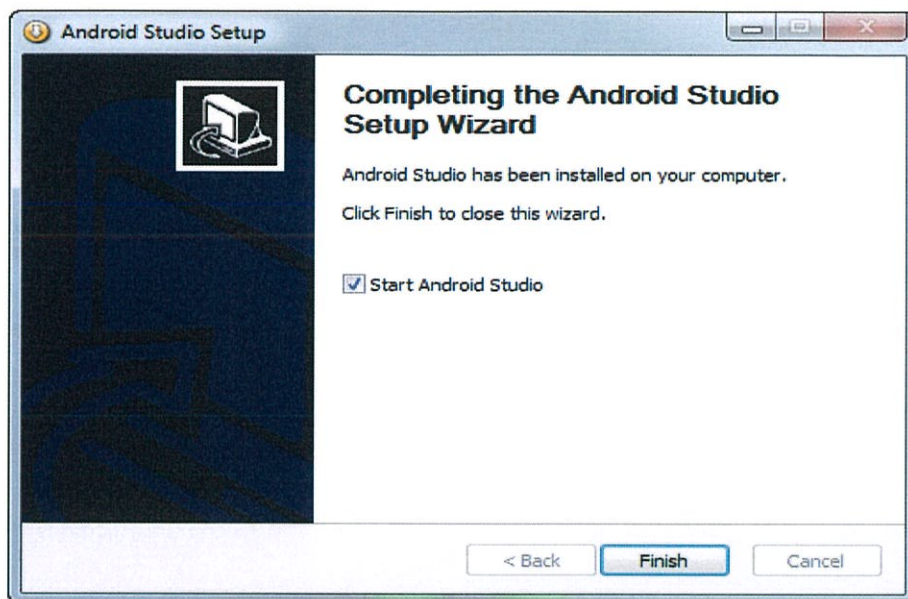 Android Studio Setup
Completing the Android Studio
Setup Wizard
Android Studio has been installed on your computer.
Click Finish to close this wizard.
Start Android Studio
< Back
Finish
Cancel